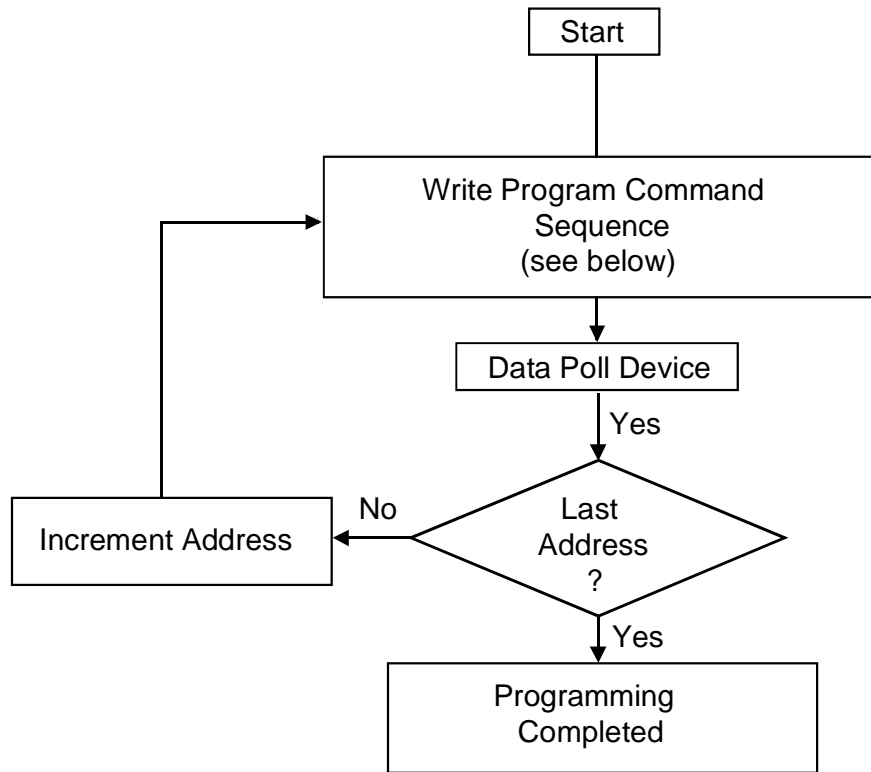 Start
Write Program Command
Sequence
(see below)
Data Poll Device
Yes
No
Last
Address
?
Increment Address
Yes
Programming
Completed